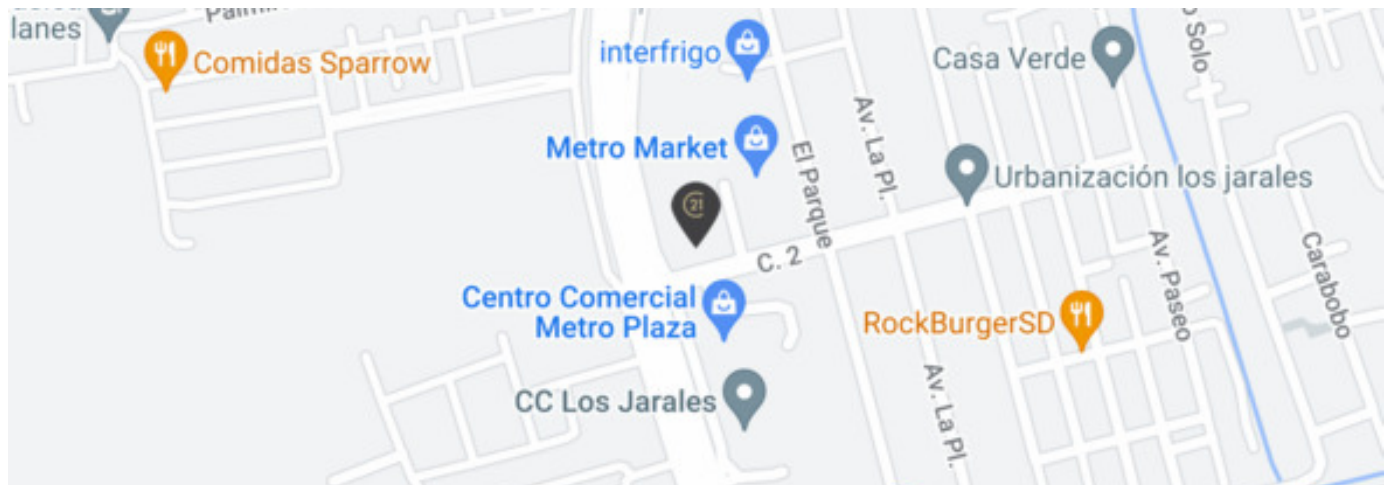 lanes
Comidas Sparrow
interfrigo
Casa Verde
o Solo
Metro Market
Av. La Pl.
El Parque
Urbanización los jarales
21
C. 2
Av. Paseo
Carabobo
Centro Comercial
Metro Plaza
RockBurgerSD
Av. La Pl.
CC Los Jarales